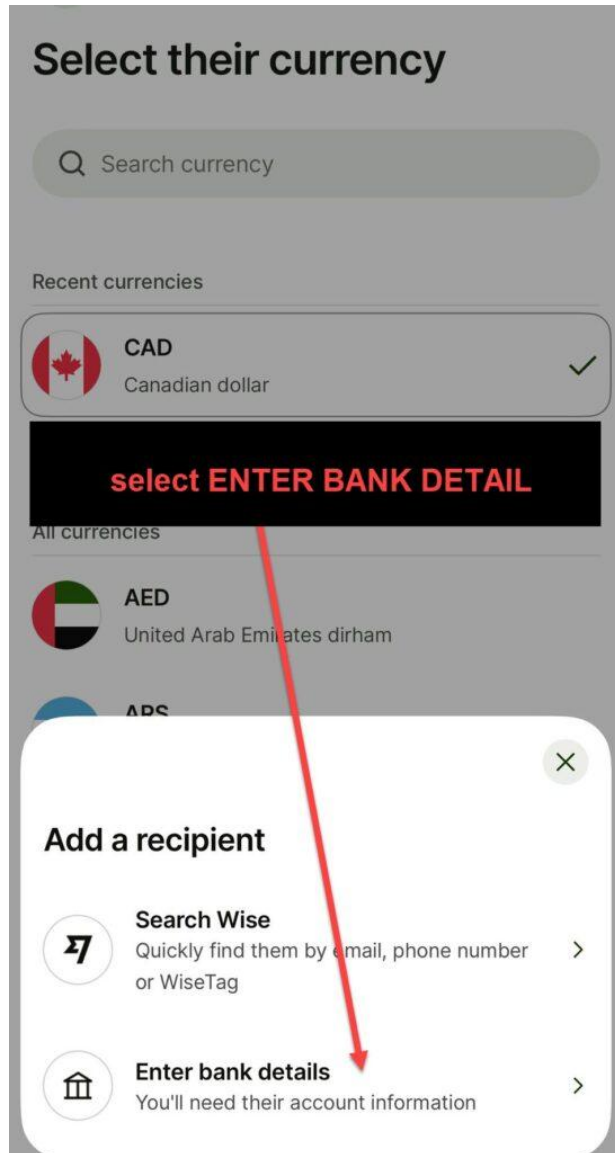 Select their currency
Search currency
Recent currencies
CAD
Canadian dollar
select ENTER BANK DETAIL
All currencies
AED
United Arab Emirates dirham
ARS
Add a recipient
Search Wise
Quickly find them by email, phone number
or WiseTag
Enter bank details
You'll need their account information